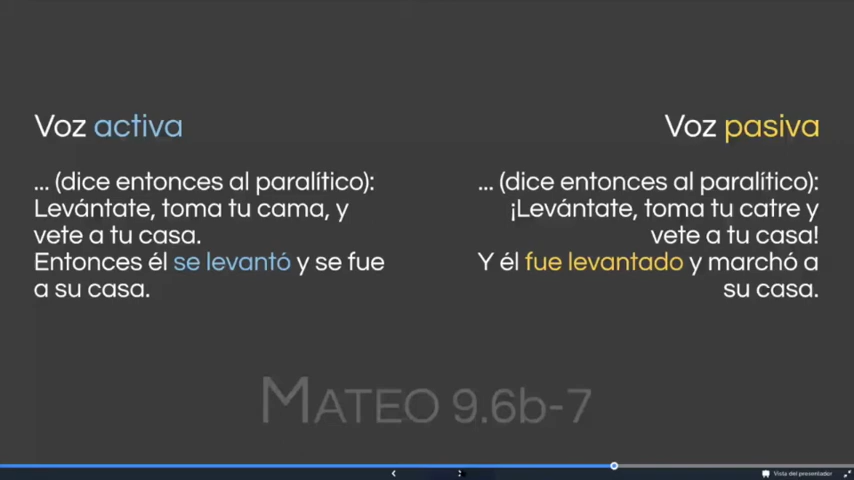 Voz activa
... (dice entonces al paralítico):
Levántate, toma tu cama, y
vete a tu casa.
Entonces él se levantó y se fue
a su casa.
Voz pasiva
... (dice entonces al paralítico):
¡Levántate, toma tu catre y
vete a tu casa!
Y él fue levantado y marchó a
su casa.
MATEO 9.6b-7
Vista del presentador